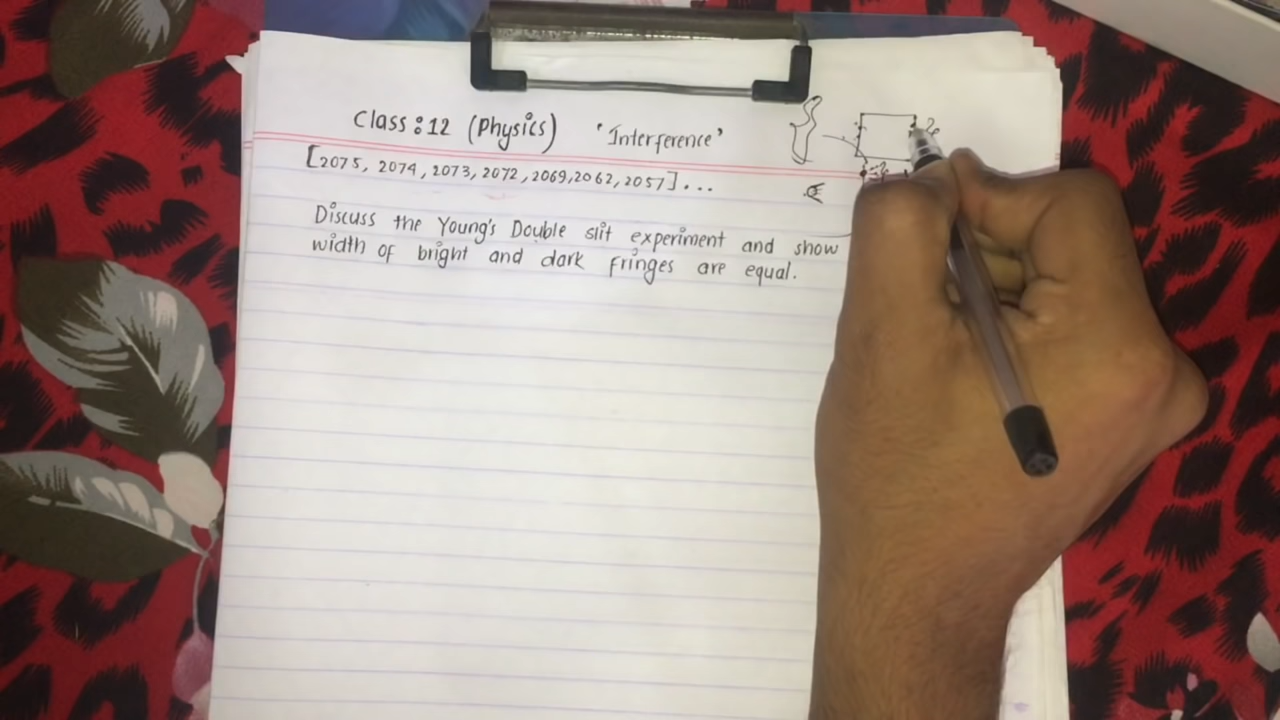 Class: 12 (Physics) 'Interference'
[2075, 2074, 2073, 2072, 2069, 2062, 2057] ...
Discuss the Young's Double slit experiment and show
width of bright and dark fringes are equal.